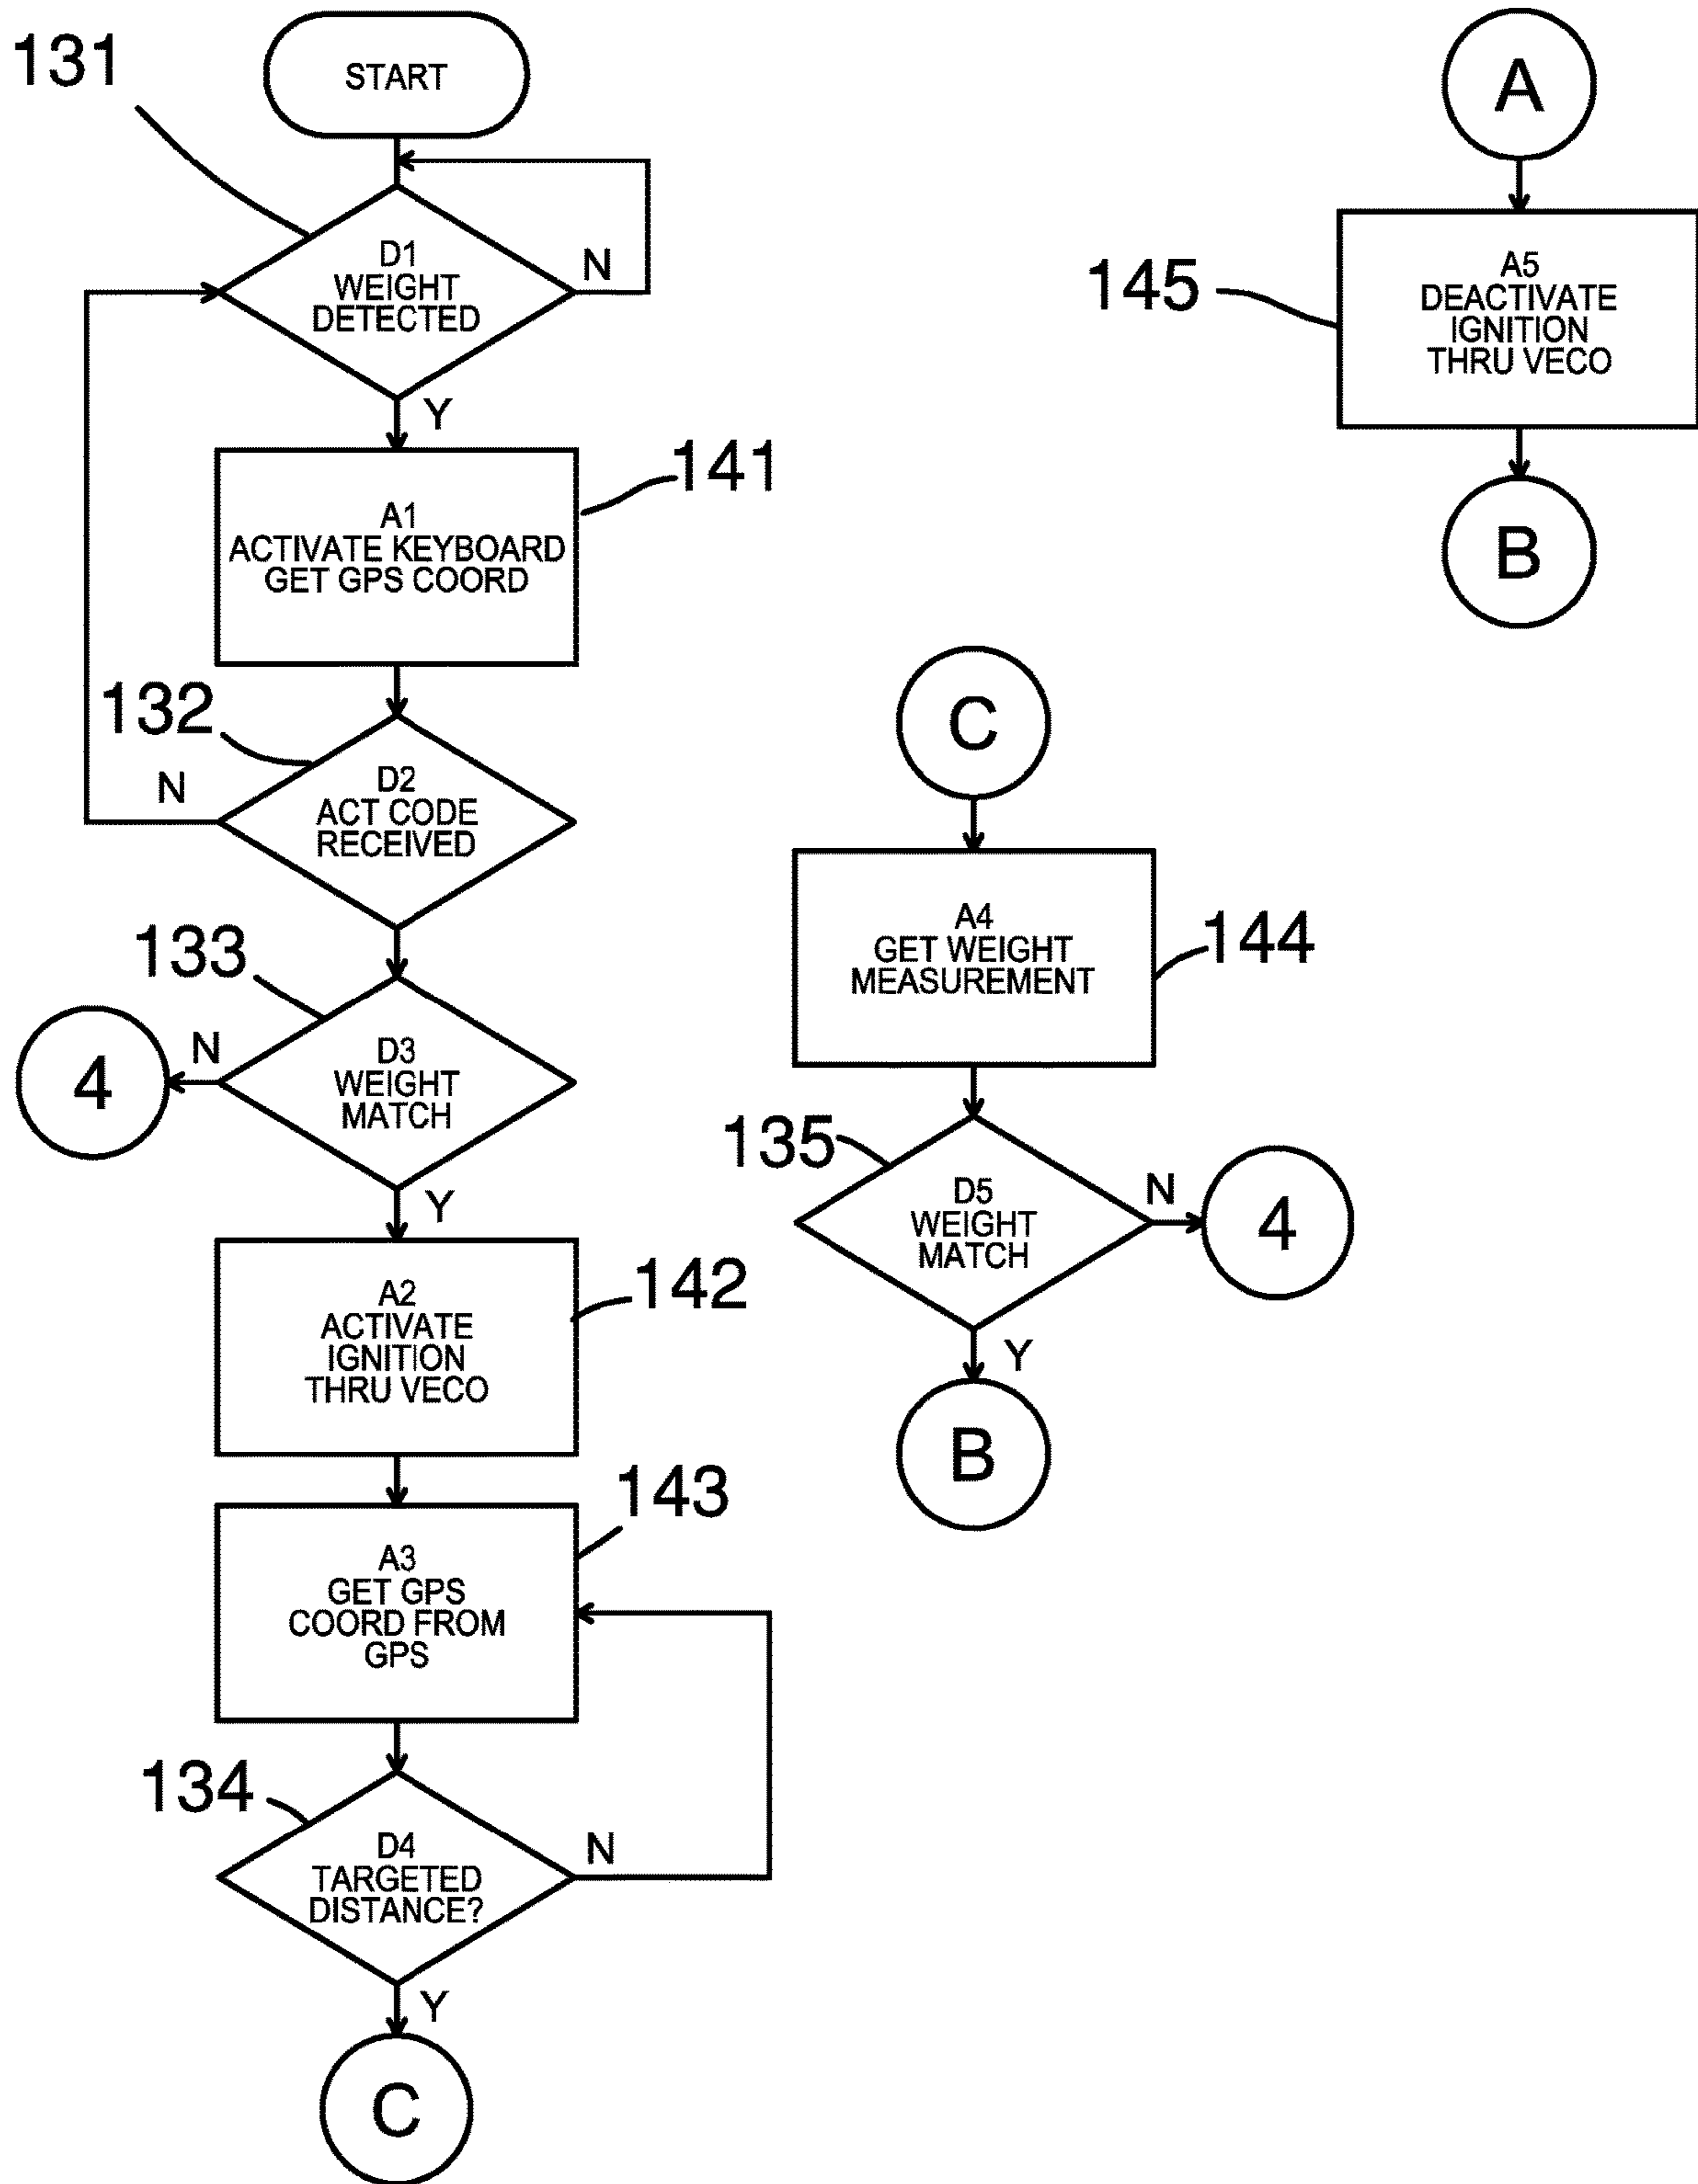 131
START
D1
WEIGHT
DETECTED
N
Y
141
A1
ACTIVATE KEYBOARD
GET GPS COORD
132
N
D2
ACT CODE
RECEIVED
133
4
N
D3
WEIGHT
MATCH
Y
142
A2
ACTIVATE
IGNITION
THRU VECO
143
A3
GET GPS
COORD FROM
GPS
134
D4
TARGETED
DISTANCE?
N
Y
C
C
A4
GET WEIGHT
MEASUREMENT
144
135
D5
WEIGHT
MATCH
N
4
Y
B
A
145
A5
DEACTIVATE
IGNITION
THRU VECO
B